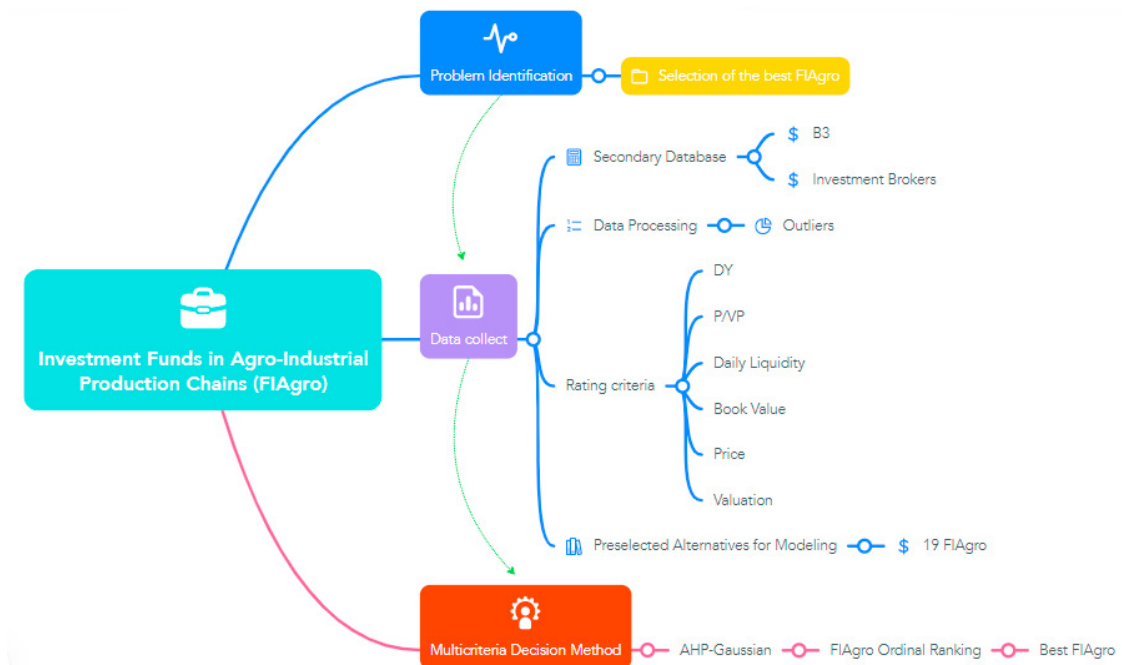 Problem Identification
Selection of the best FIAgro
Secondary Database
B3
Investment Brokers
Data Processing
Outliers
Data collect
Rating criteria
DY
P/VP
Daily Liquidity
Book Value
Price
Valuation
Preselected Alternatives for Modeling
19 FIAgro
Investment Funds in Agro-Industrial
Production Chains (FIAgro)
Multicriteria Decision Method
AHP-Gaussian
FIAgro Ordinal Ranking
Best FIAgro